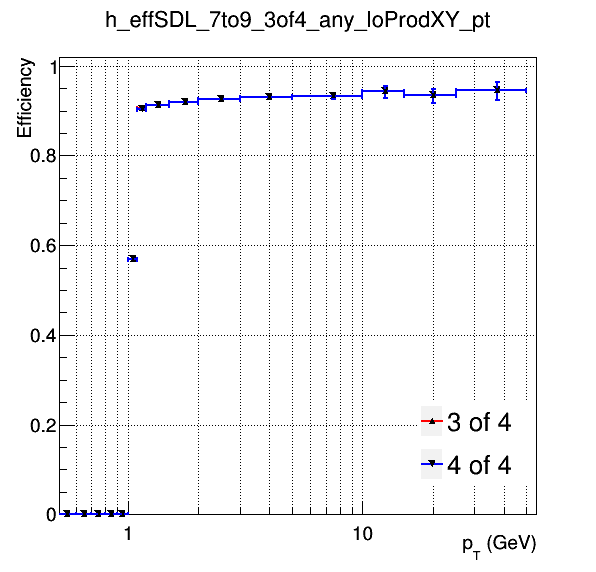 h_effSDL_7to9_3of4_any_loProdXY_pt
Efficiency
1
0.8
0.6
0.4
0.2
0
3 of 4
4 of 4
1
10
p_T (GeV)